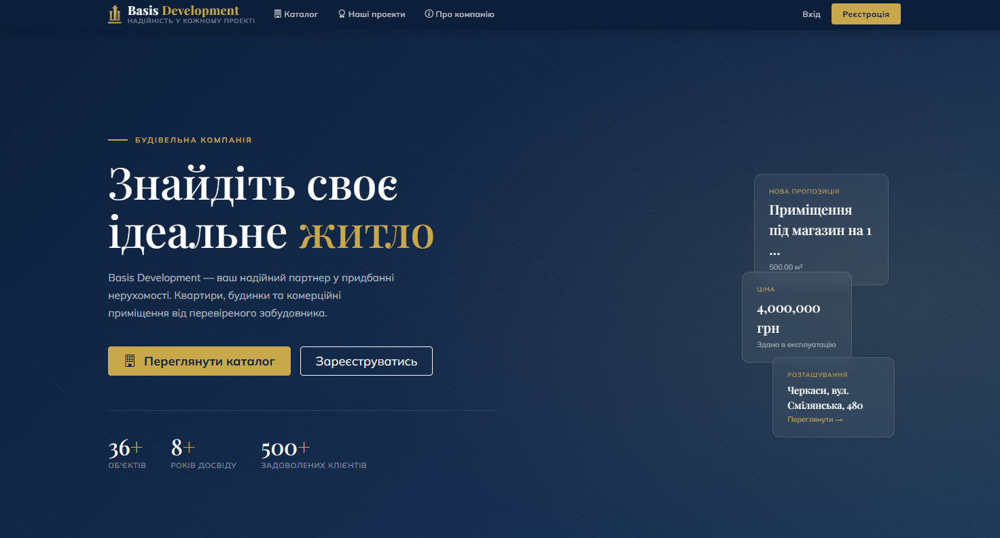 Basis Development
НАДІЙНІСТЬ У КОЖНОМУ ПРОЕКТІ
Каталог
Наші проекти
Про компанію
Вхід
Реєстрація
БУДІВЕЛЬНА КОМПАНІЯ
Знайдіть своє
ідеальне житло
Basis Development — ваш надійний партнер у придбанні
нерухомості. Квартири, будинки та комерційні
приміщення від перевіреного забудовника.
Переглянути каталог
Зареєструватись
36+
ОБ'ЄКТІВ
8+
РОКІВ ДОСВІДУ
500+
ЗАДОВОЛЕНИХ КЛІЄНТІВ
НОВА ПРОПОЗИЦІЯ
Приміщення
під магазин на 1
...
500.00 м²
ЦІНА
4,000,000
грн
Здано в експлуатацію
РОЗТАШУВАННЯ
Черкаси, вул.
Смілянська, 480
Переглянути →